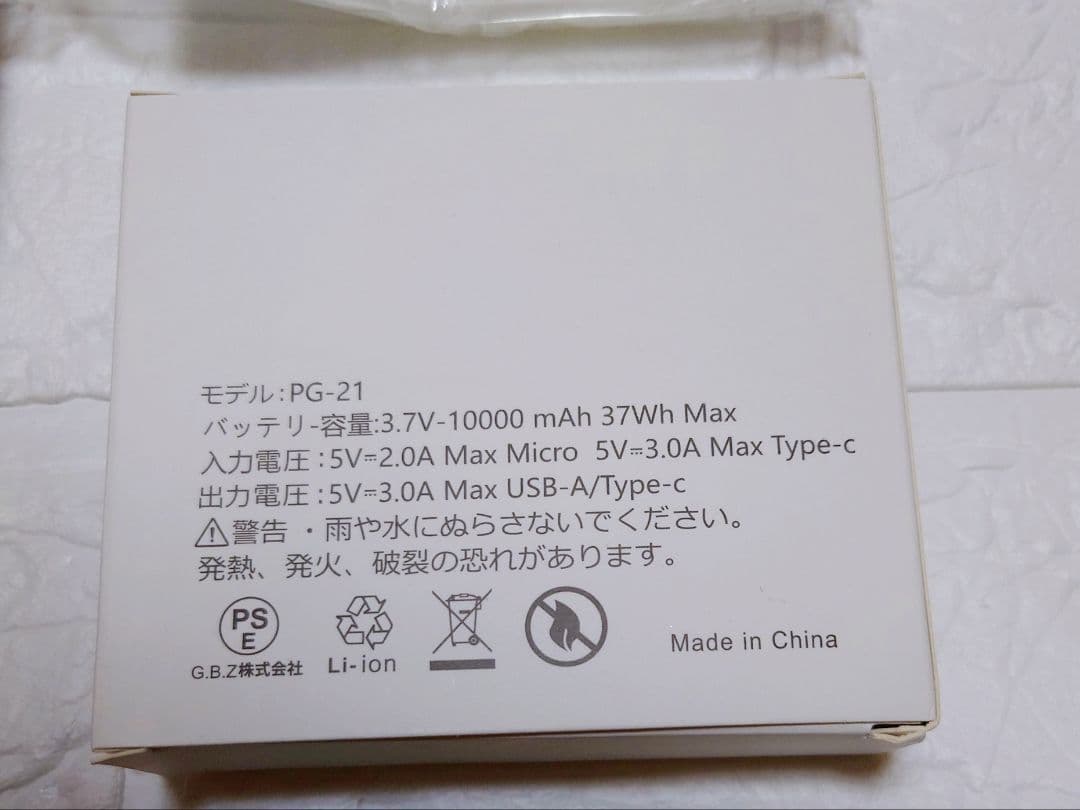 モデル:PG-21
バッテリ-容量:3.7V-10000 mAh 37Wh Max
入力電圧:5V⎓2.0A Max Micro 5V⎓3.0A Max Type-c
出力電圧:5V⎓3.0A Max USB-A/Type-c
⚠警告・雨や水にぬらさないでください。
発熱、発火、破裂の恐れがあります。
PS
E
G.B.Z株式会社
Li-ion
Made in China